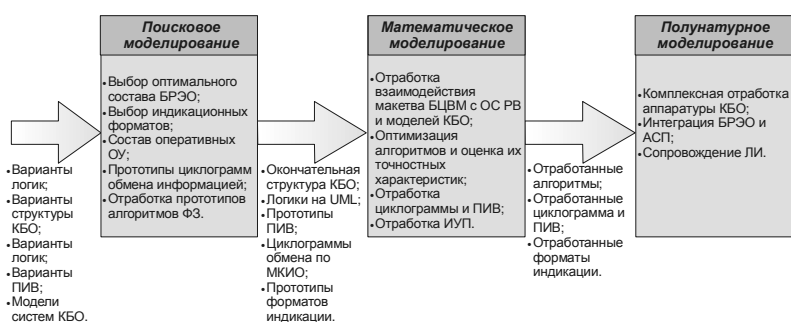 Поисковое
моделирование
•Выбор оптимального
состава БРЭО;
•Выбор индикационных
форматов;
•Состав оперативных
ОУ;
•Прототипы циклограмм
обмена информацией;
•Отработка прототипов
алгоритмов ФЗ.
Математическое
моделирование
•Отработка
взаимодействия
макетва БЦВМ с ОС РВ
и моделей КБО;
•Оптимизация
алгоритмов и оценка их
точностных
характеристик;
•Отработка
циклограммы и ПИВ;
•Отработка ИУП.
Полунатурное
моделирование
•Комплексная отработка
аппаратуры КБО;
•Интеграция БРЭО и
АСП;
•Сопровождение ЛИ.
•Варианты
логик;
•Варианты
структуры
КБО;
•Варианты
логик;
•Варианты
ПИВ;
•Модели
систем КБО.
•Окончательная
структура КБО;
•Логики на UML;
•Прототипы
ПИВ;
•Циклограммы
обмена по
МКИО;
•Прототипы
форматов
индикации.
•Отработанные
алгоритмы;
•Отработанные
циклограмма и
ПИВ;
•Отработанные
форматы
индикации.